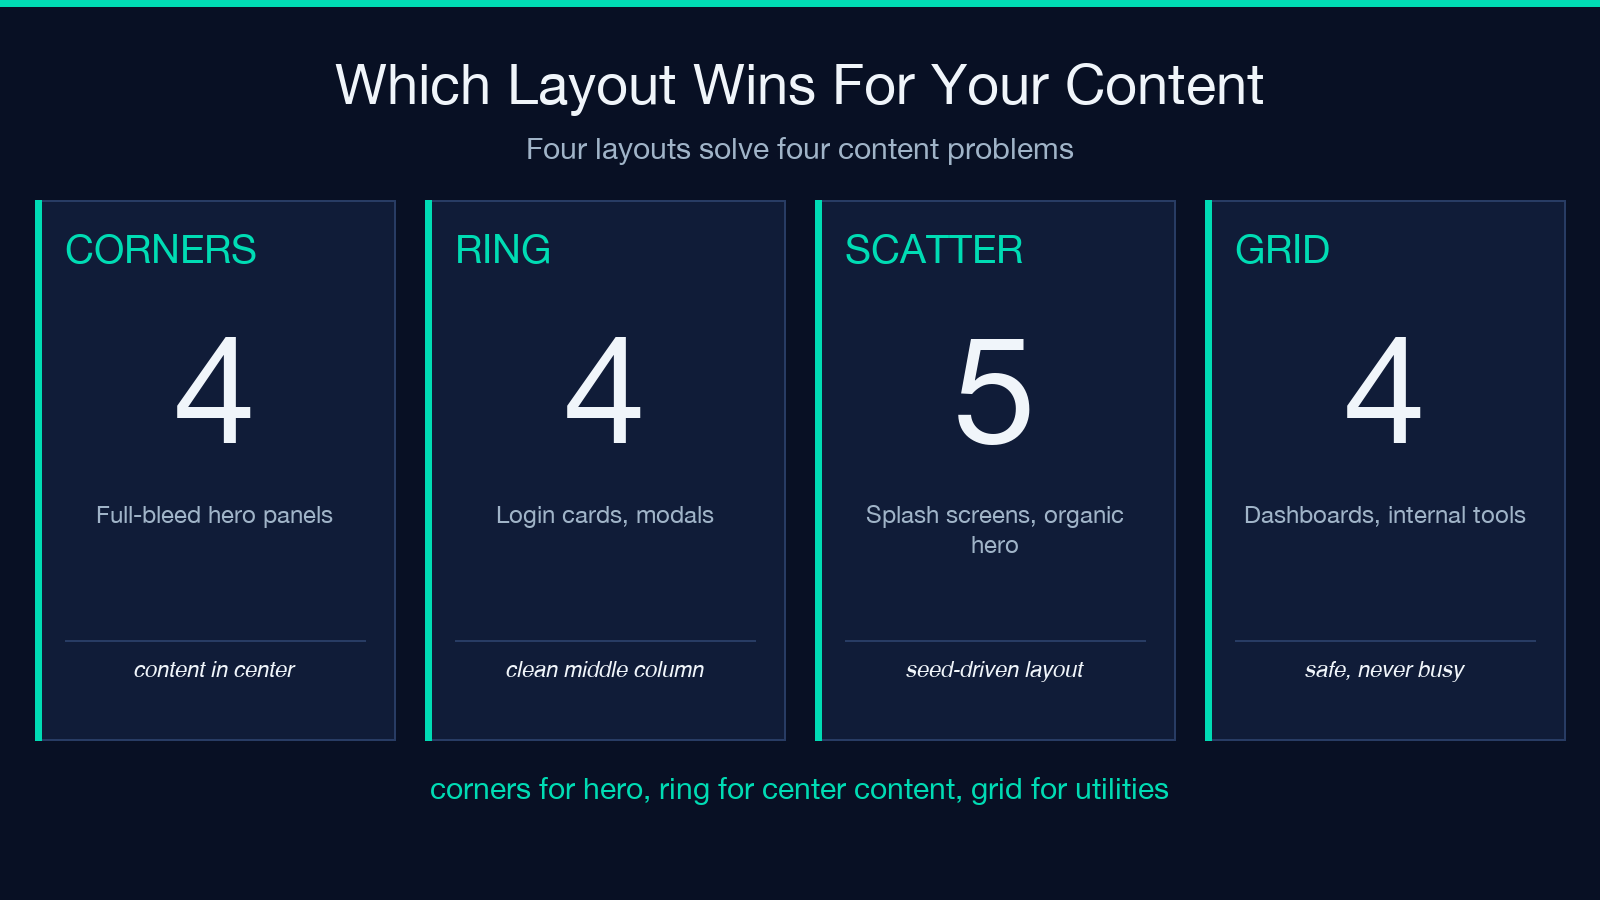 Which Layout Wins For Your Content
Four layouts solve four content problems
CORNERS
4
Full-bleed hero panels
content in center
RING
4
Login cards, modals
clean middle column
SCATTER
5
Splash screens, organic
hero
seed-driven layout
GRID
4
Dashboards, internal tools
safe, never busy
corners for hero, ring for center content, grid for utilities